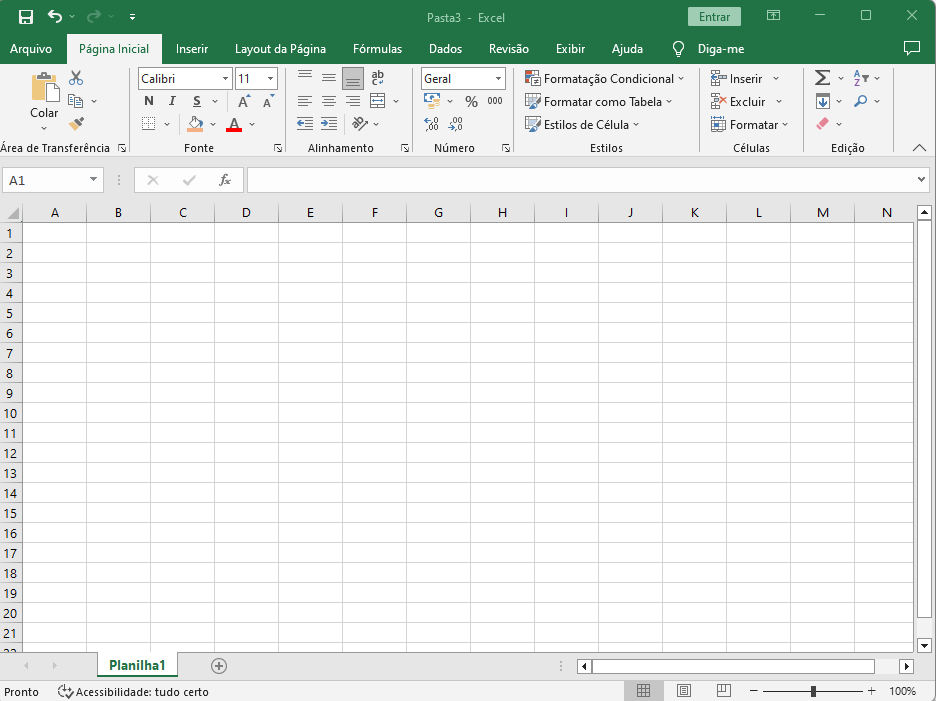 Pasta3 - Excel
Entrar
Arquivo Página Inicial Inserir Layout da Página Fórmulas Dados Revisão Exibir Ajuda Diga-me
Calibri 11 ab c Geral Formatação Condicional Inserir
Colar N I S A A % 000 Formatar como Tabela Excluir
A ab ,00 ,00 Estilos de Célula Formatar
Área de Transferência Fonte Alinhamento Número Estilos Células Edição
A1 fx
A B C D E F G H I J K L M N
1
2
3
4
5
6
7
8
9
10
11
12
13
14
15
16
17
18
19
20
21
22
Planilha1
Pronto Acessibilidade: tudo certo 100%